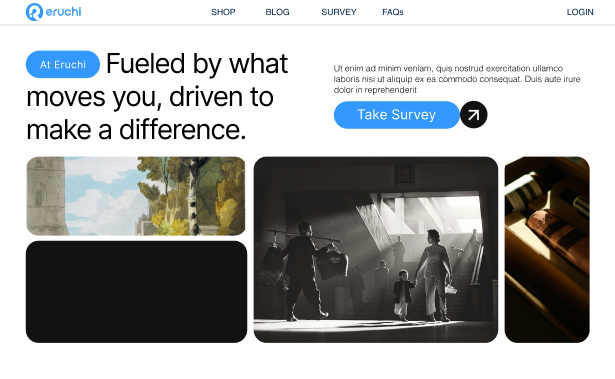 eruchi
SHOP
BLOG
SURVEY
FAQs
LOGIN
At Eruchi
Fueled by what
moves you, driven to
make a difference.
Ut enim ad minim veniam, quis nostrud exercitation ullamco
laboris nisi ut aliquip ex ea commodo consequat. Duis aute irure
dolor in reprehenderit
Take Survey